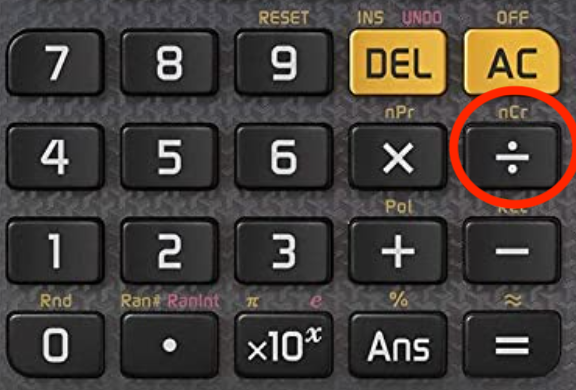 RESET INS UNDO OFF
7 8 9 DEL AC
nPr nCr
4 5 6 × ÷
Pol Rec
1 2 3 + −
Rnd Ran# RanInt π e % ≈
0 • ×10ˣ Ans =